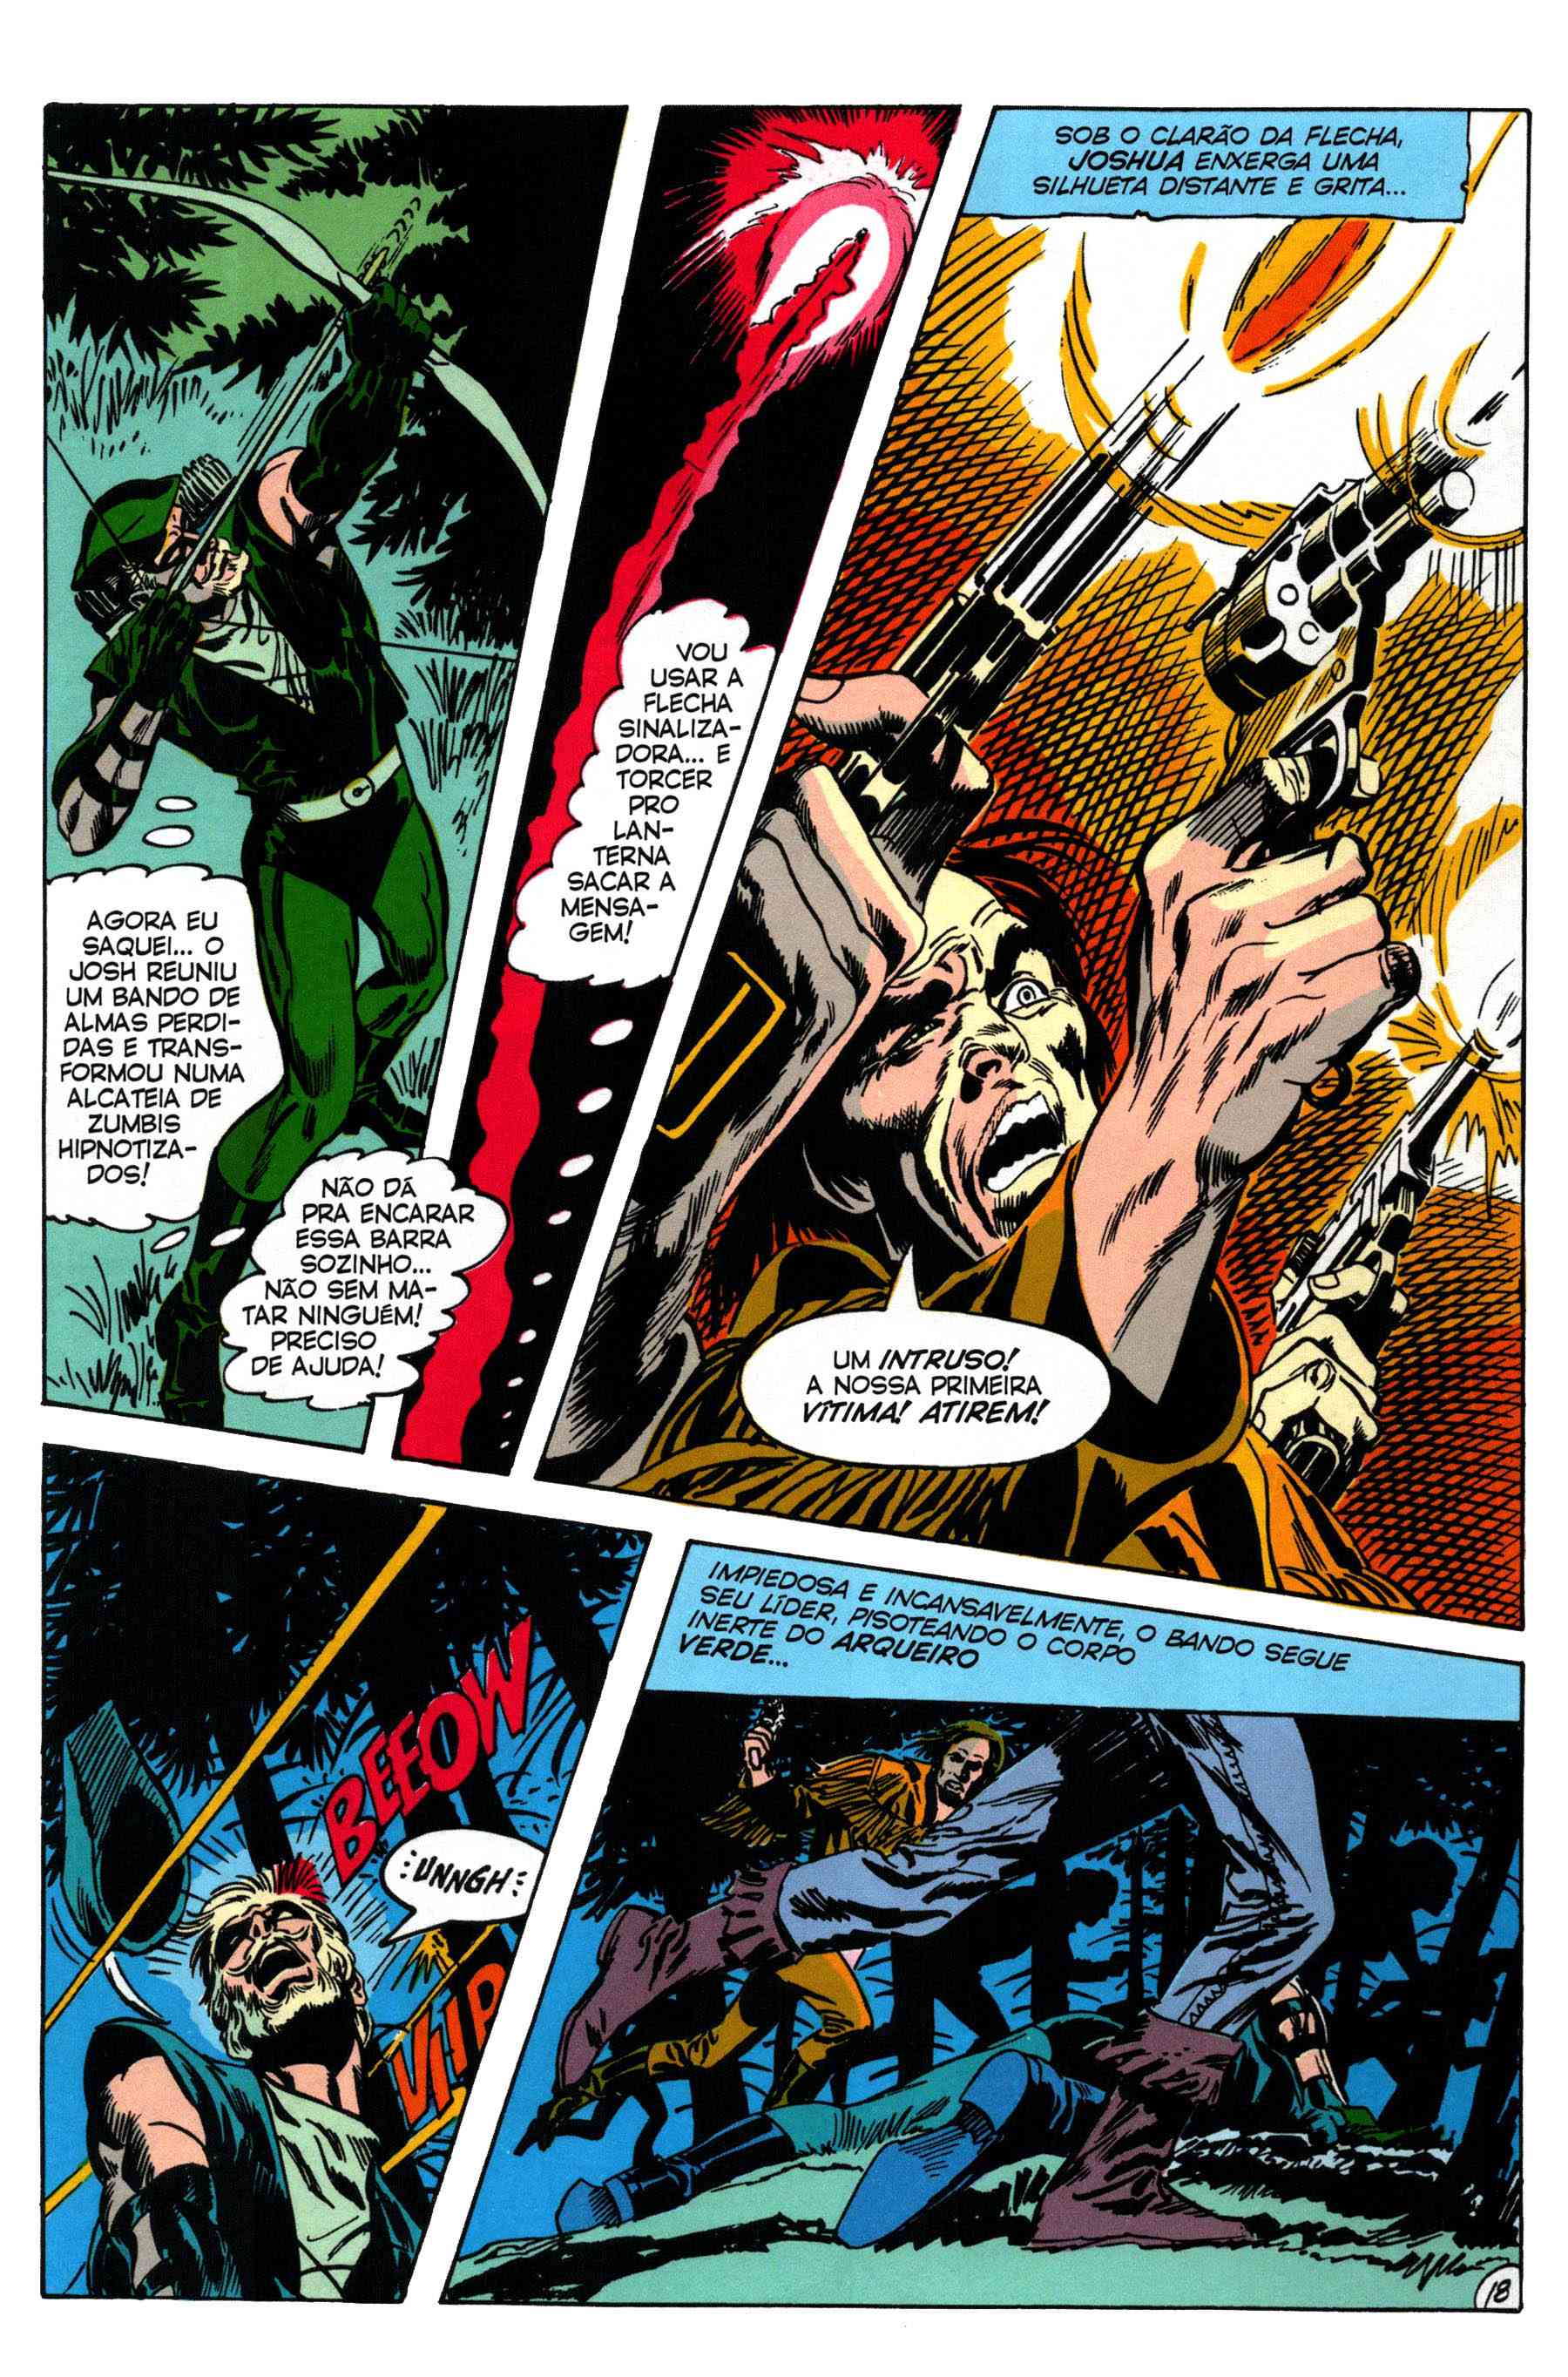 AGORA EU
SAQUEI... O
JOSH REUNIU
UM BANDO DE
ALMAS PERDI-
DAS E TRANS-
FORMOU NUMA
ALCATEIA DE
ZUMBIS
HIPNOTIZA-
DOS!
NÃO DÁ
PRA ENCARAR
ESSA BARRA
SOZINHO...
NÃO SEM MA-
TAR NINGUÉM!
PRECISO
DE AJUDA!
VOU
USAR A
FLECHA
SINALIZA-
DORA... E
TORCER
PRO
LAN-
TERNA
SACAR A
MENSA-
GEM!
SOB O CLARÃO DA FLECHA,
JOSHUA ENXERGA UMA
SILHUETA DISTANTE E GRITA...
UM INTRUSO!
A NOSSA PRIMEIRA
VÍTIMA! ATIREM!
BEEOW
UNNGH
VIIP
IMPIEDOSA E INCANSAVELMENTE, O BANDO SEGUE
SEU LÍDER, PISOTEANDO O CORPO
INERTE DO ARQUEIRO
VERDE...
18